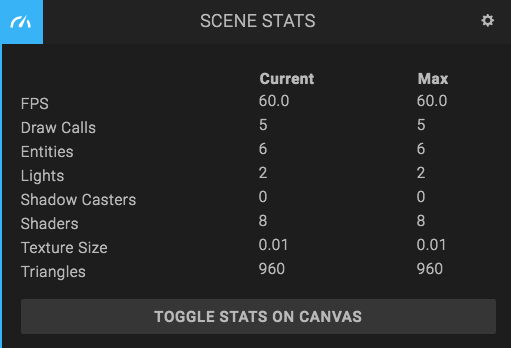 SCENE STATS
Current Max
FPS 60.0 60.0
Draw Calls 5 5
Entities 6 6
Lights 2 2
Shadow Casters 0 0
Shaders 8 8
Texture Size 0.01 0.01
Triangles 960 960
TOGGLE STATS ON CANVAS